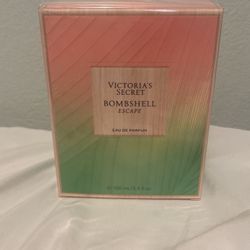 VICTORIA'S
SECRET
BOMBSHELL
ESCAPE
EAU DE PARFUM